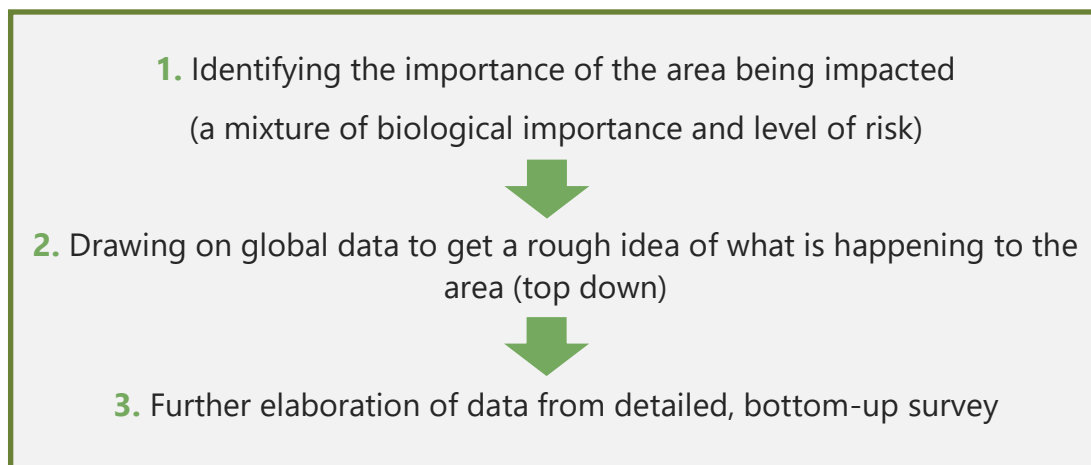 1. Identifying the importance of the area being impacted
(a mixture of biological importance and level of risk)
2. Drawing on global data to get a rough idea of what is happening to the
area (top down)
3. Further elaboration of data from detailed, bottom-up survey